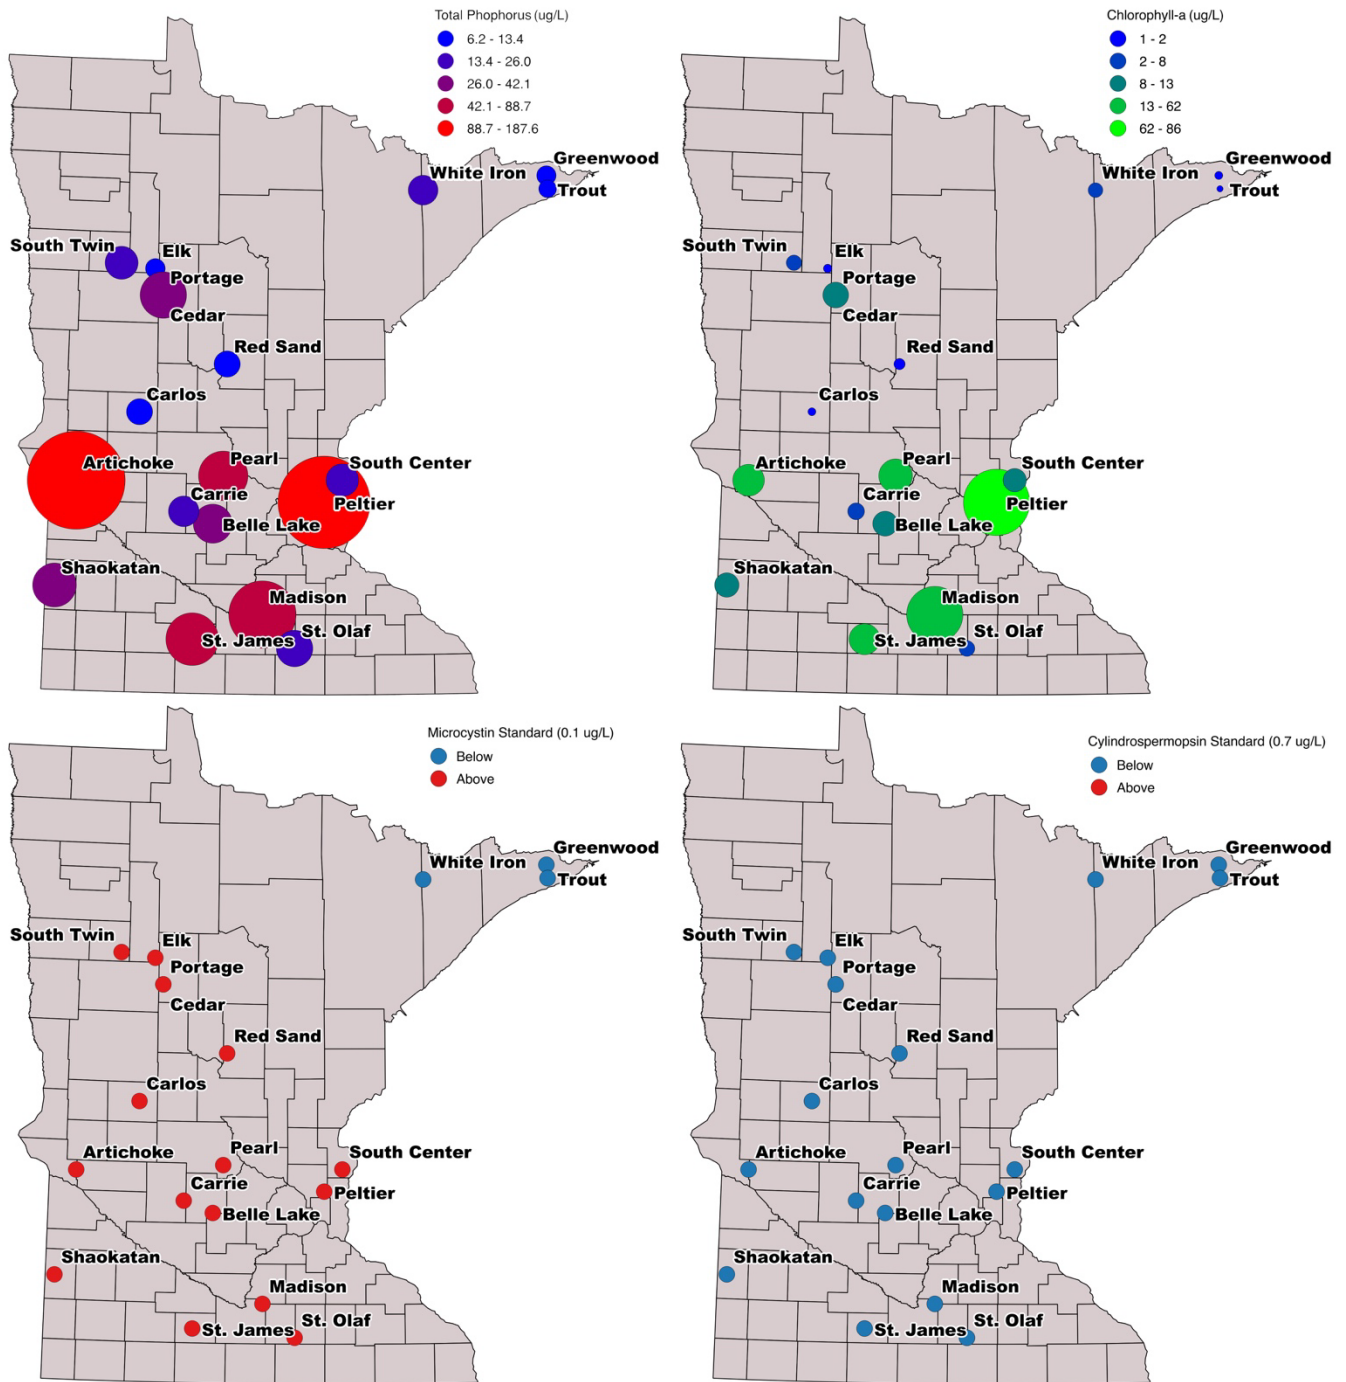 Total Phophorus (ug/L)
6.2 - 13.4
13.4 - 26.0
26.0 - 42.1
42.1 - 88.7
88.7 - 187.6
Greenwood
White Iron
Trout
South Twin
Elk
Portage
Cedar
Red Sand
Carlos
Artichoke
Pearl
South Center
Carrie
Peltier
Belle Lake
Shaokatan
Madison
St. Olaf
St. James
Chlorophyll-a (ug/L)
1 - 2
2 - 8
8 - 13
13 - 62
62 - 86
Greenwood
White Iron
Trout
South Twin
Elk
Portage
Cedar
Red Sand
Carlos
Artichoke
Pearl
South Center
Carrie
Peltier
Belle Lake
Shaokatan
Madison
St. Olaf
St. James
Microcystin Standard (0.1 ug/L)
Below
Above
Greenwood
White Iron
Trout
South Twin
Elk
Portage
Cedar
Red Sand
Carlos
Artichoke
Pearl
South Center
Carrie
Peltier
Belle Lake
Shaokatan
Madison
St. Olaf
St. James
Cylindrospermopsin Standard (0.7 ug/L)
Below
Above
Greenwood
White Iron
Trout
South Twin
Elk
Portage
Cedar
Red Sand
Carlos
Artichoke
Pearl
South Center
Carrie
Peltier
Belle Lake
Shaokatan
Madison
St. Olaf
St. James